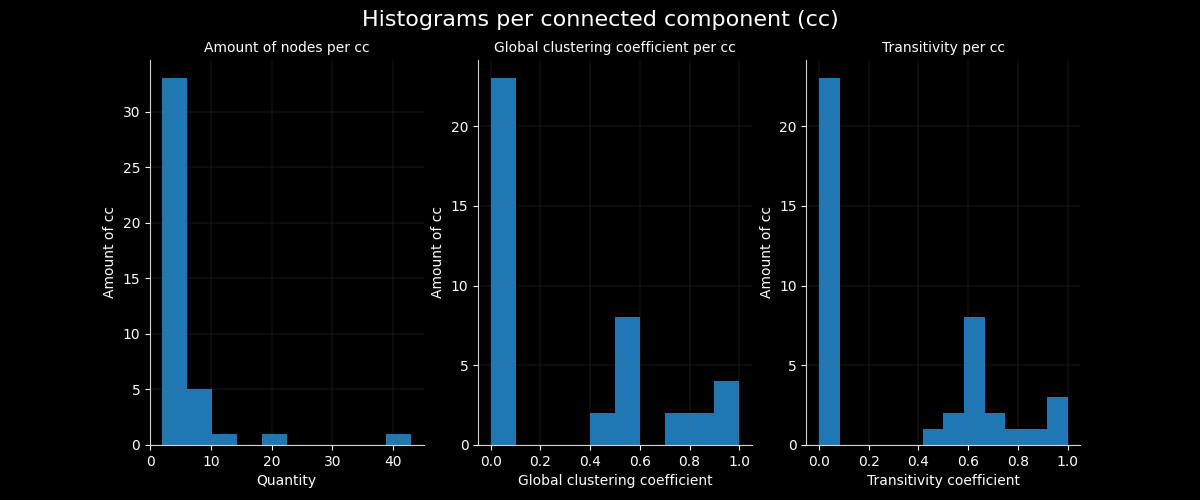 Histograms per connected component (cc)
Amount of nodes per cc
Amount of cc
30
25
20
15
10
5
0
0 10 20 30 40
Quantity
Global clustering coefficient per cc
Amount of cc
20
15
10
5
0
0.0 0.2 0.4 0.6 0.8 1.0
Global clustering coefficient
Transitivity per cc
Amount of cc
20
15
10
5
0
0.0 0.2 0.4 0.6 0.8 1.0
Transitivity coefficient